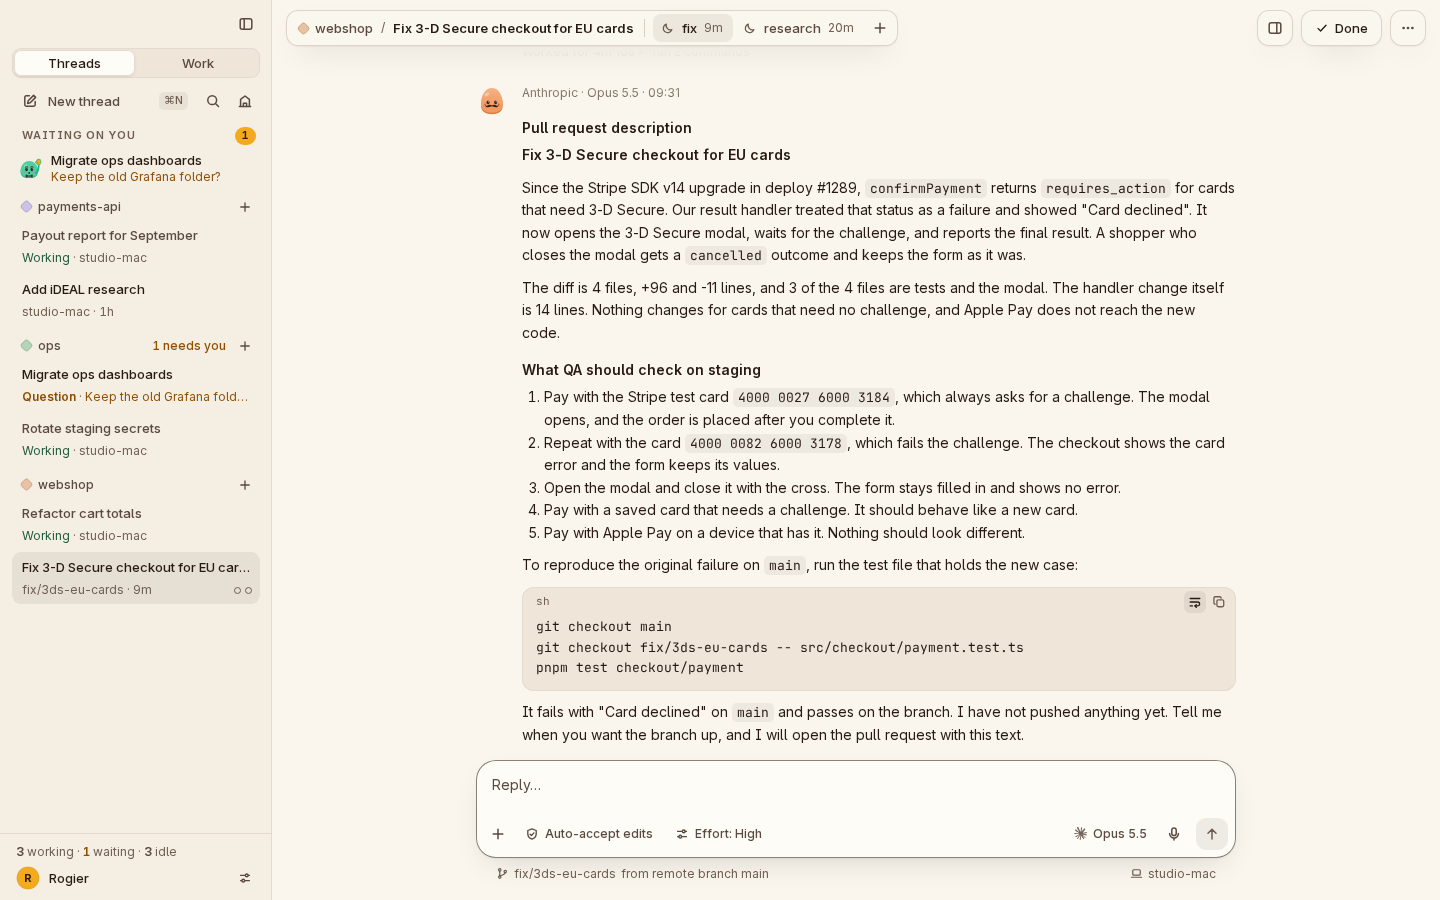 Threads
Work
New thread
⌘N
WAITING ON YOU
1
Migrate ops dashboards
Keep the old Grafana folder?
payments-api
Payout report for September
Working · studio-mac
Add iDEAL research
studio-mac · 1h
ops
1 needs you
Migrate ops dashboards
Question · Keep the old Grafana fold…
Rotate staging secrets
Working · studio-mac
webshop
Refactor cart totals
Working · studio-mac
Fix 3-D Secure checkout for EU car…
fix/3ds-eu-cards · 9m
3 working · 1 waiting · 3 idle
R
Rogier
webshop / Fix 3-D Secure checkout for EU cards
fix 9m
research 20m
Done
Anthropic · Opus 5.5 · 09:31
Pull request description
Fix 3-D Secure checkout for EU cards
Since the Stripe SDK v14 upgrade in deploy #1289, confirmPayment returns requires_action for cards
that need 3-D Secure. Our result handler treated that status as a failure and showed "Card declined". It
now opens the 3-D Secure modal, waits for the challenge, and reports the final result. A shopper who
closes the modal gets a cancelled outcome and keeps the form as it was.
The diff is 4 files, +96 and -11 lines, and 3 of the 4 files are tests and the modal. The handler change itself
is 14 lines. Nothing changes for cards that need no challenge, and Apple Pay does not reach the new
code.
What QA should check on staging
1. Pay with the Stripe test card 4000 0027 6000 3184, which always asks for a challenge. The modal
opens, and the order is placed after you complete it.
2. Repeat with the card 4000 0082 6000 3178, which fails the challenge. The checkout shows the card
error and the form keeps its values.
3. Open the modal and close it with the cross. The form stays filled in and shows no error.
4. Pay with a saved card that needs a challenge. It should behave like a new card.
5. Pay with Apple Pay on a device that has it. Nothing should look different.
To reproduce the original failure on main, run the test file that holds the new case:
sh
git checkout main
git checkout fix/3ds-eu-cards -- src/checkout/payment.test.ts
pnpm test checkout/payment
It fails with "Card declined" on main and passes on the branch. I have not pushed anything yet. Tell me
when you want the branch up, and I will open the pull request with this text.
Reply…
Auto-accept edits
Effort: High
Opus 5.5
fix/3ds-eu-cards from remote branch main
studio-mac